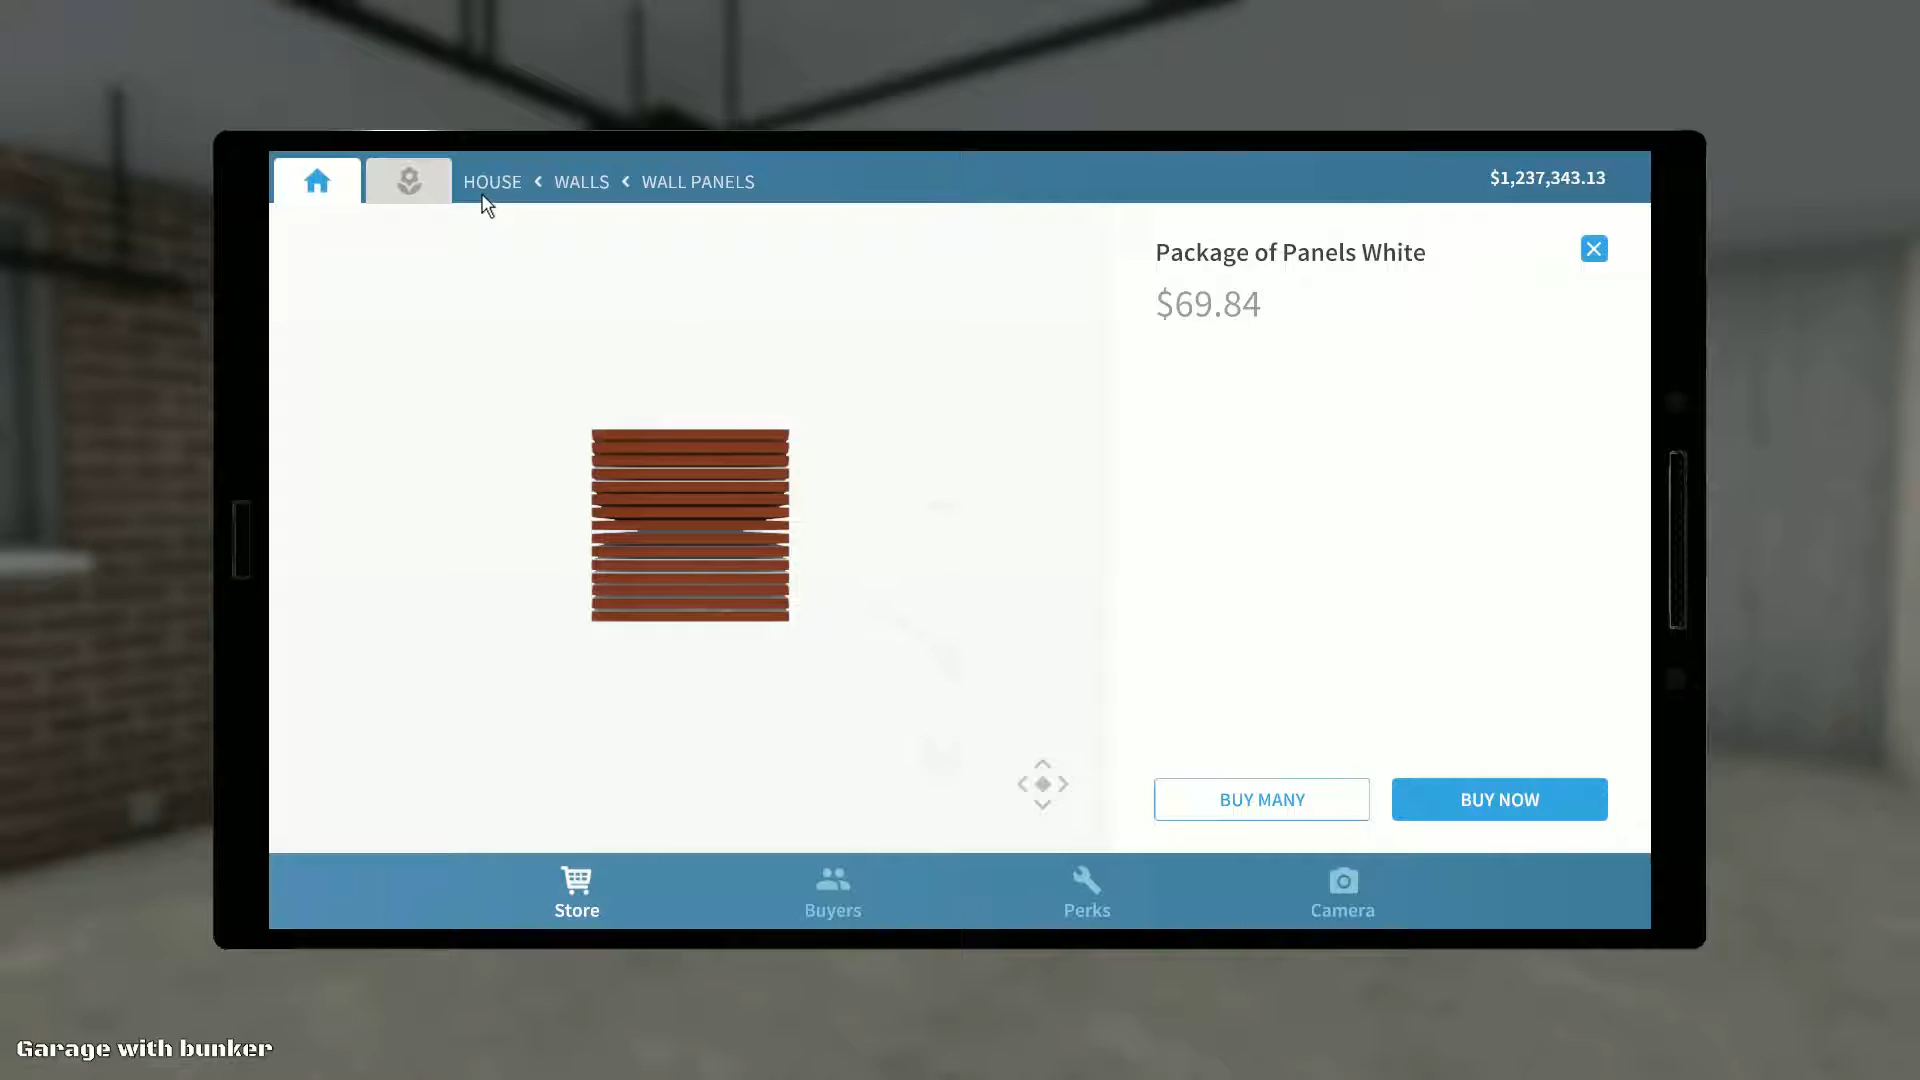 HOUSE < WALLS < WALL PANELS
$1,237,343.13
Package of Panels White
$69.84
BUY MANY
BUY NOW
Store
Buyers
Perks
Camera
Garage with bunker